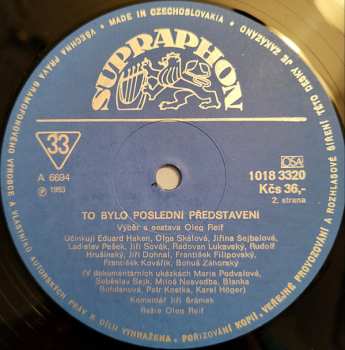 VŠECHNA PRÁVA GRAMOFONOVÉHO VÝROBCE A VLASTNÍKŮ AUTORSKÝCH PRÁV K DÍLU VYHRAŽENA. POŘIZOVÁNÍ KOPIÍ, VEŘEJNÉ PROVOZOVÁNÍ A ROZHLASOVÉ ŠÍŘENÍ TÉTO DESKY JE ZAKÁZÁNO • MADE IN CZECHOSLOVAKIA •
SUPRAPHON
33
A 6694
Ⓟ 1983
OSA
1018 3320
Kčs 36,-
2. strana
TO BYLO POSLEDNÍ PŘEDSTAVENÍ
Výběr a sestava Oleg Reif
Účinkují Eduard Haken, Olga Skálová, Jiřina Šejbalová,
Ladislav Pešek, Jiří Sovák, Radovan Lukavský, Rudolf
Hrušínský, Jiří Dohnal, František Filipovský,
František Kovářík, Bohuš Záhorský
(V dokumentárních ukázkách Marie Podvalová,
Soběslav Sejk, Miloš Nesvadba, Blanka
Bohdanová, Petr Kostka, Karel Höger)
Komentář Jiří Šrámek
Režie Oleg Reif